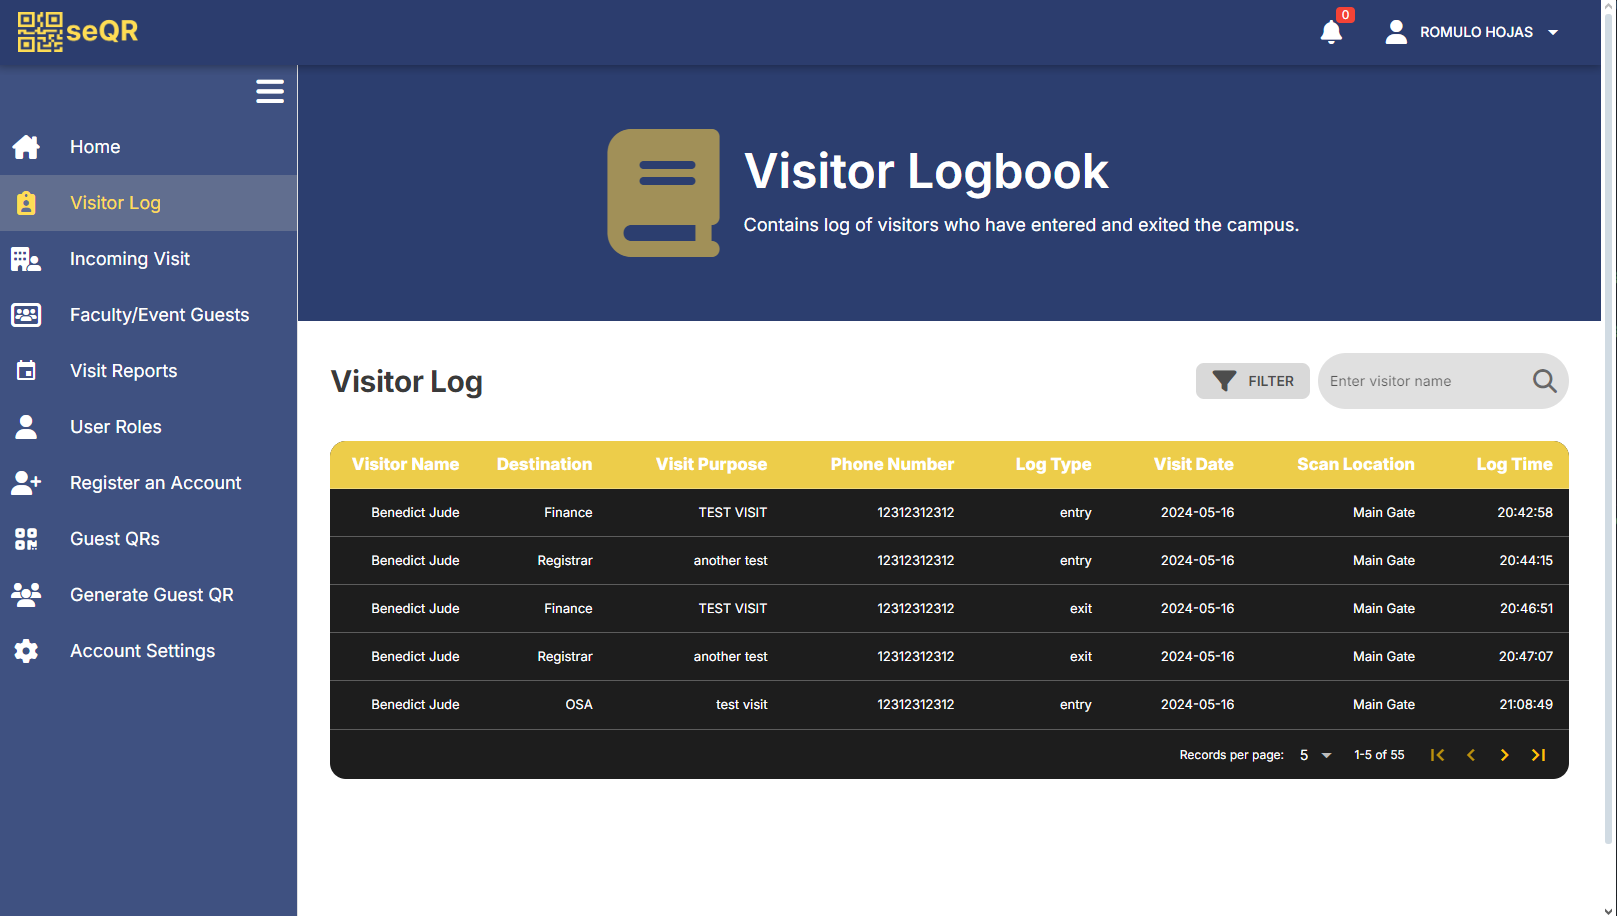 seQR
0
ROMULO HOJAS
Home
Visitor Log
Incoming Visit
Faculty/Event Guests
Visit Reports
User Roles
Register an Account
Guest QRs
Generate Guest QR
Account Settings
Visitor Logbook
Contains log of visitors who have entered and exited the campus.
Visitor Log
FILTER
Enter visitor name
Visitor Name Destination Visit Purpose Phone Number Log Type Visit Date Scan Location Log Time
Benedict Jude Finance TEST VISIT 12312312312 entry 2024-05-16 Main Gate 20:42:58
Benedict Jude Registrar another test 12312312312 entry 2024-05-16 Main Gate 20:44:15
Benedict Jude Finance TEST VISIT 12312312312 exit 2024-05-16 Main Gate 20:46:51
Benedict Jude Registrar another test 12312312312 exit 2024-05-16 Main Gate 20:47:07
Benedict Jude OSA test visit 12312312312 entry 2024-05-16 Main Gate 21:08:49
Records per page: 5 1-5 of 55